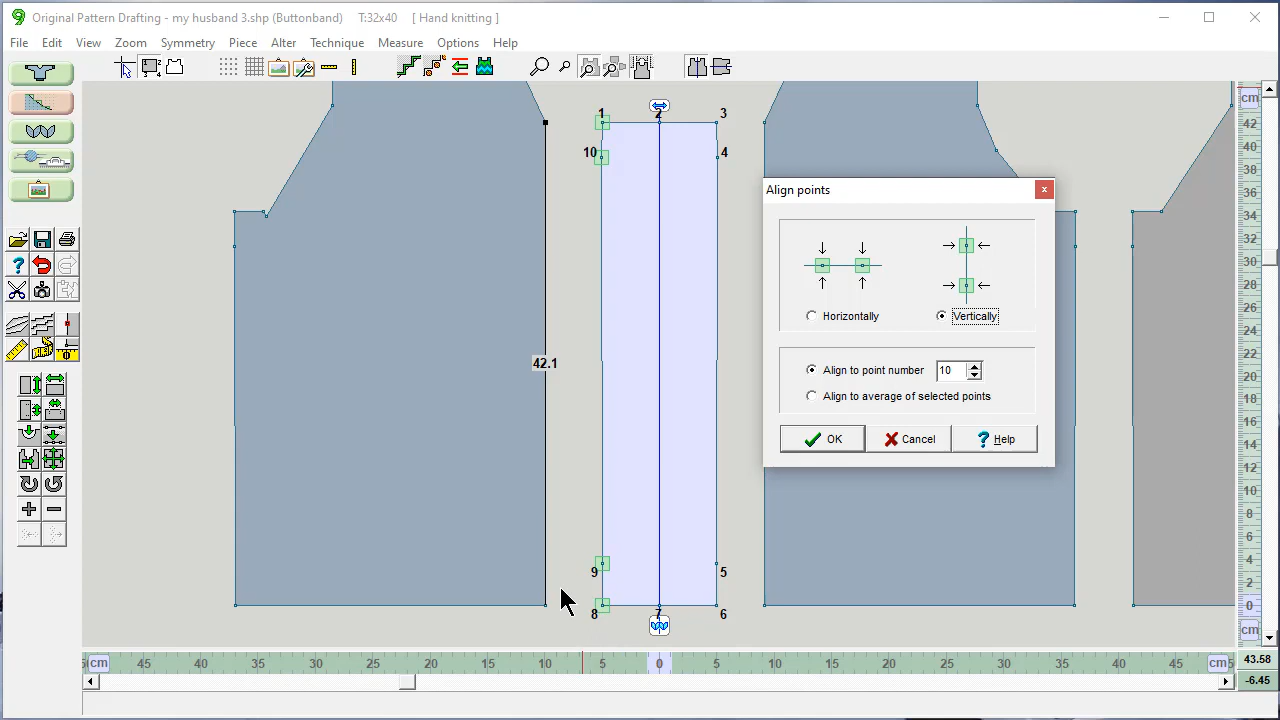 Original Pattern Drafting - my husband 3.shp (Buttonband) T:32x40 [ Hand knitting ]
File Edit View Zoom Symmetry Piece Alter Technique Measure Options Help
1 2 3
10 4
42.1
9 5
8 7 6
Align points
Horizontally Vertically
Align to point number 10
Align to average of selected points
OK Cancel Help
cm
42
40
38
36
34
32
30
28
26
24
22
20
18
16
14
12
10
8
6
4
2
0
cm
cm 45 40 35 30 25 20 15 10 5 0 5 10 15 20 25 30 35 40 45 cm
43.58
-6.45